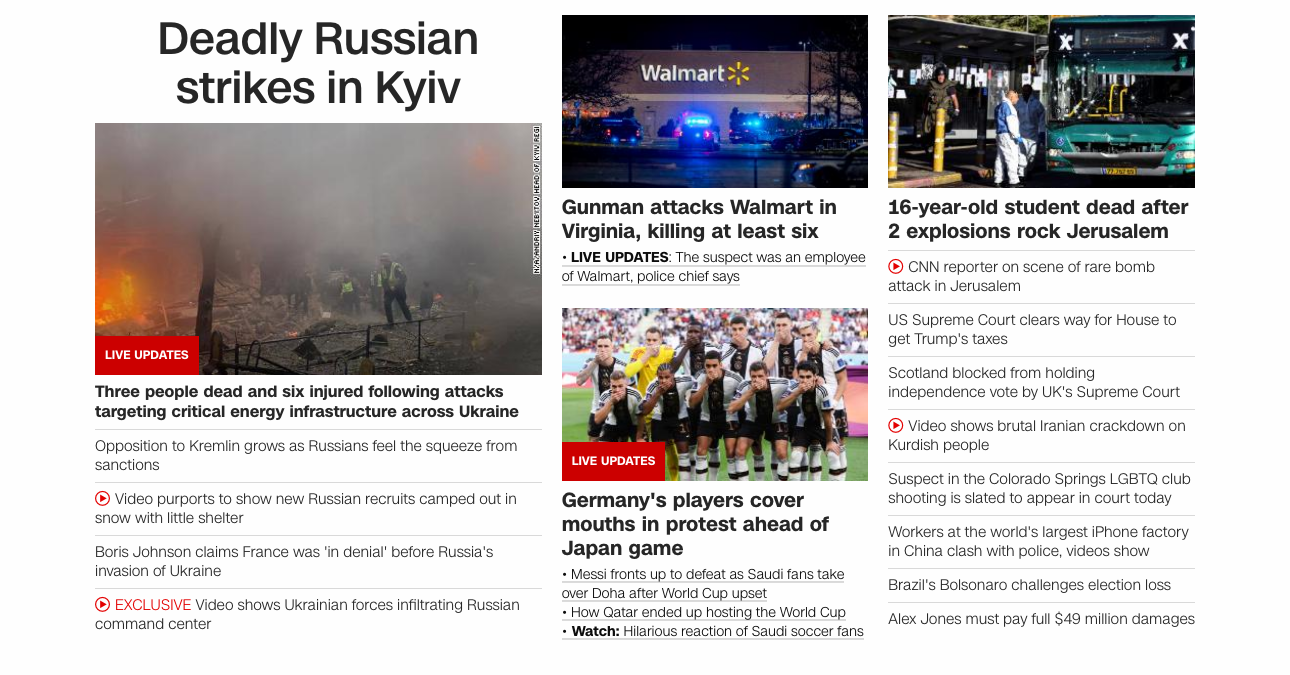 Deadly Russian
strikes in Kyiv
LIVE UPDATES
Three people dead and six injured following attacks
targeting critical energy infrastructure across Ukraine
Opposition to Kremlin grows as Russians feel the squeeze from
sanctions
Video purports to show new Russian recruits camped out in
snow with little shelter
Boris Johnson claims France was 'in denial' before Russia's
invasion of Ukraine
EXCLUSIVE Video shows Ukrainian forces infiltrating Russian
command center
Walmart
Gunman attacks Walmart in
Virginia, killing at least six
• LIVE UPDATES: The suspect was an employee
of Walmart, police chief says
LIVE UPDATES
Germany's players cover
mouths in protest ahead of
Japan game
• Messi fronts up to defeat as Saudi fans take
over Doha after World Cup upset
• How Qatar ended up hosting the World Cup
• Watch: Hilarious reaction of Saudi soccer fans
16-year-old student dead after
2 explosions rock Jerusalem
CNN reporter on scene of rare bomb
attack in Jerusalem
US Supreme Court clears way for House to
get Trump's taxes
Scotland blocked from holding
independence vote by UK's Supreme Court
Video shows brutal Iranian crackdown on
Kurdish people
Suspect in the Colorado Springs LGBTQ club
shooting is slated to appear in court today
Workers at the world's largest iPhone factory
in China clash with police, videos show
Brazil's Bolsonaro challenges election loss
Alex Jones must pay full $49 million damages